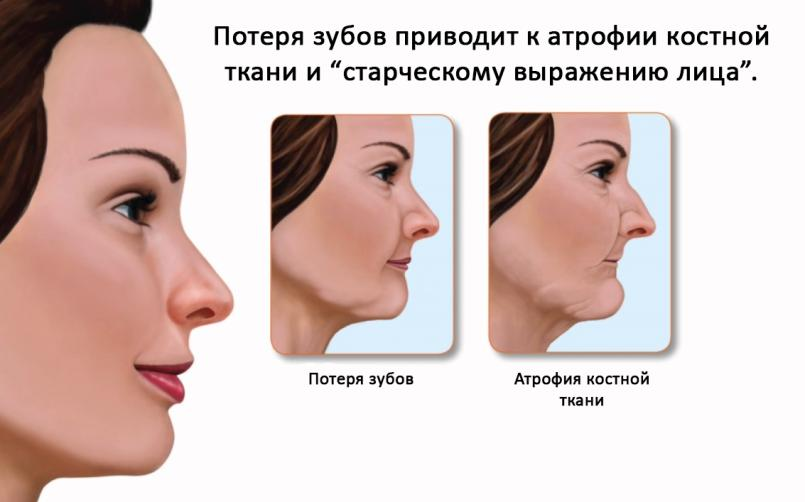 Потеря зубов приводит к атрофии костной
ткани и “старческому выражению лица”.
Потеря зубов
Атрофия костной
ткани